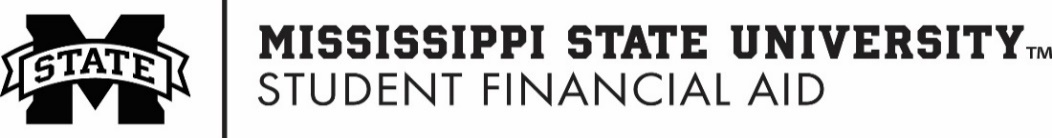 STATE
MISSISSIPPI STATE UNIVERSITY™
STUDENT FINANCIAL AID